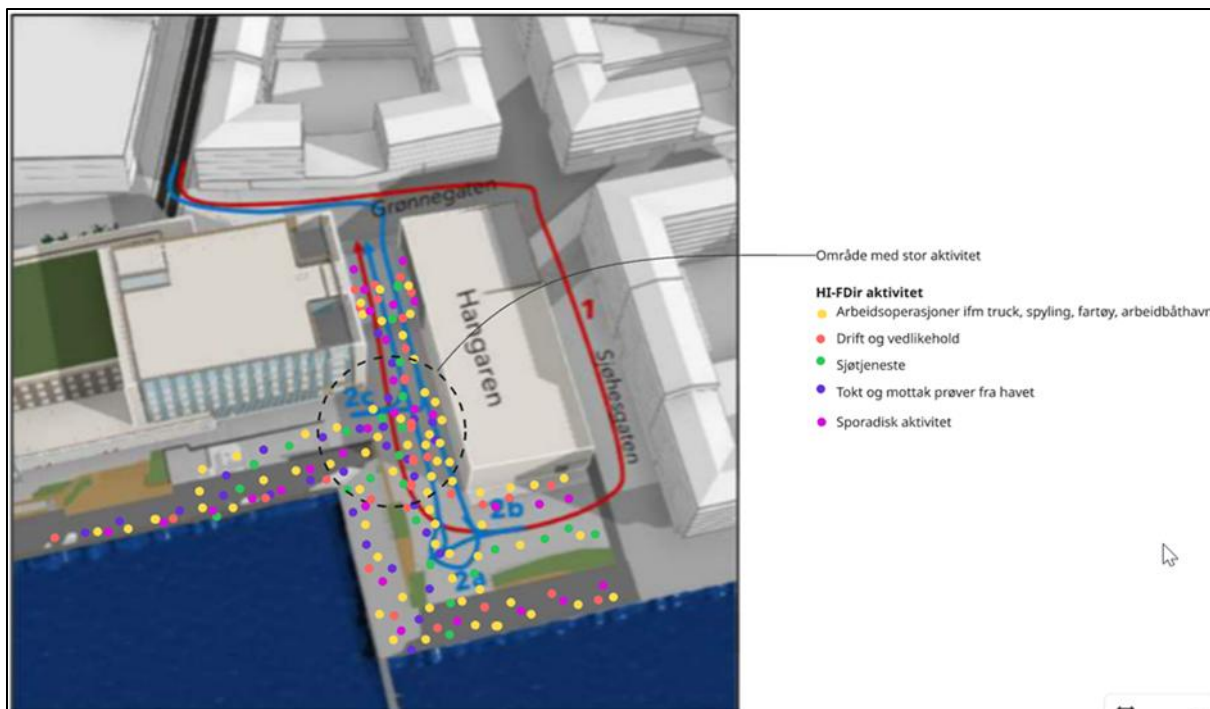 Grønnegaten
Hangaren
1
Sjøhesgaten
2c
2b
2a
Område med stor aktivitet
HI-FDir aktivitet
Arbeidsoperasjoner ifm truck, spyling, fartøy, arbeidbåthavn
Drift og vedlikehold
Sjøtjeneste
Tokt og mottak prøver fra havet
Sporadisk aktivitet